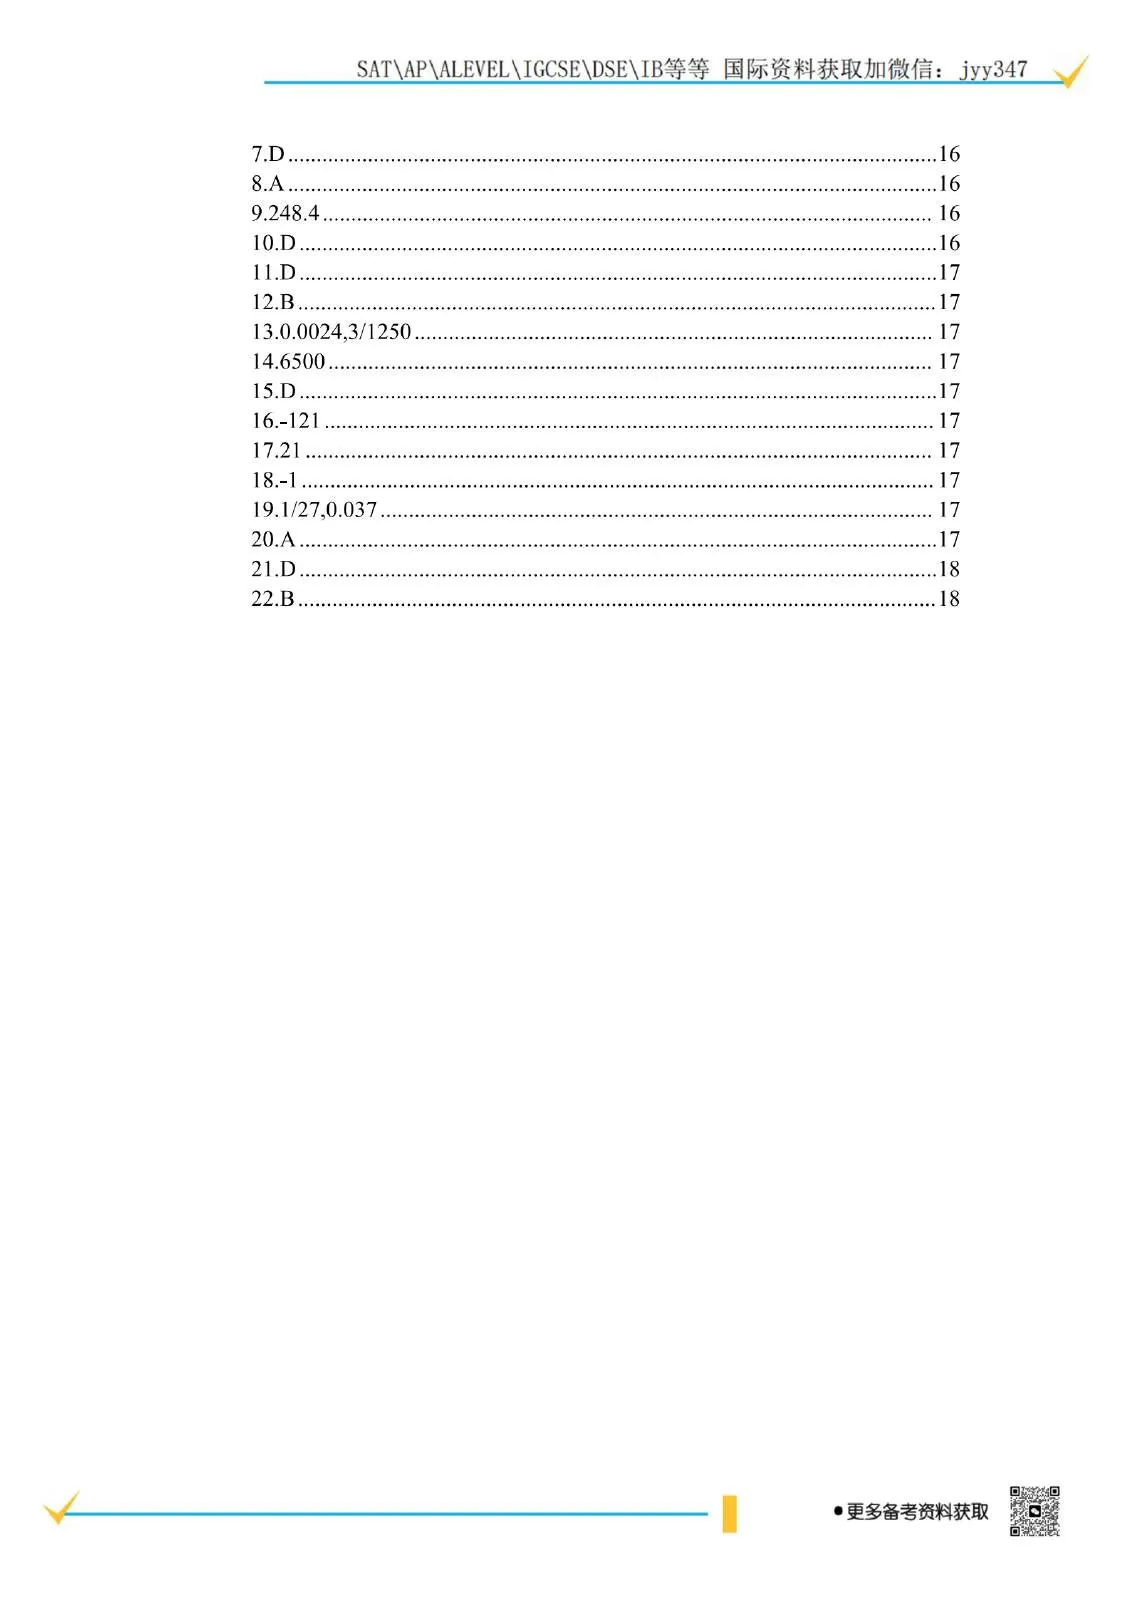 SAT\AP\ALEVEL\IGCSE\DSE\IB等等 国际资料获取加微信：jyy347
7.D........................................16
8.A........................................16
9.248.4........................................ 16
10.D........................................16
11.D........................................17
12.B........................................17
13.0.0024,3/1250........................................ 17
14.6500........................................ 17
15.D........................................17
16.-121........................................ 17
17.21........................................ 17
18.-1........................................ 17
19.1/27,0.037........................................ 17
20.A........................................17
21.D........................................18
22.B........................................18
•更多备考资料获取